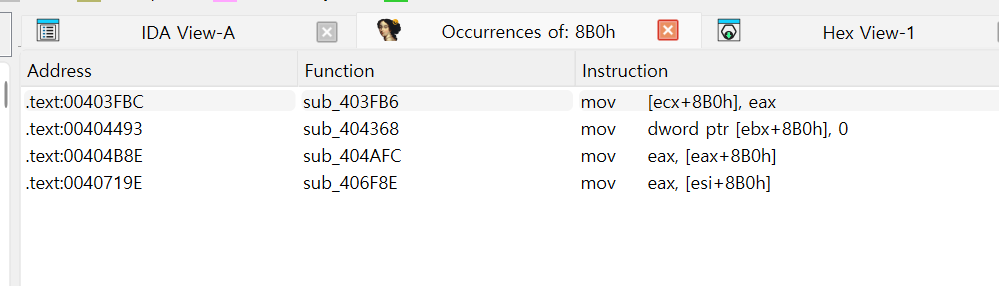 IDA View-A Occurrences of: 8B0h Hex View-1
Address Function Instruction
.text:00403FBC sub_403FB6 mov [ecx+8B0h], eax
.text:00404493 sub_404368 mov dword ptr [ebx+8B0h], 0
.text:00404B8E sub_404AFC mov eax, [eax+8B0h]
.text:0040719E sub_406F8E mov eax, [esi+8B0h]